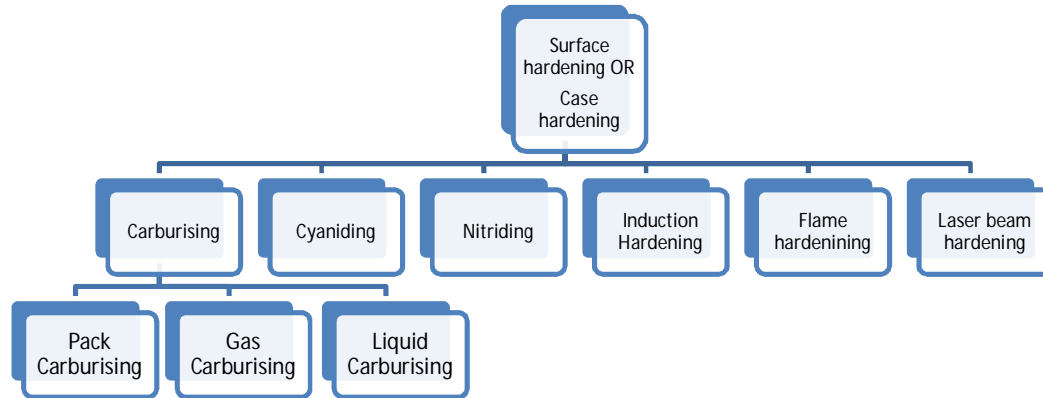 Surface
hardening OR
Case
hardening
Carburising
Cyaniding
Nitriding
Induction
Hardening
Flame
hardenining
Laser beam
hardening
Pack
Carburising
Gas
Carburising
Liquid
Carburising